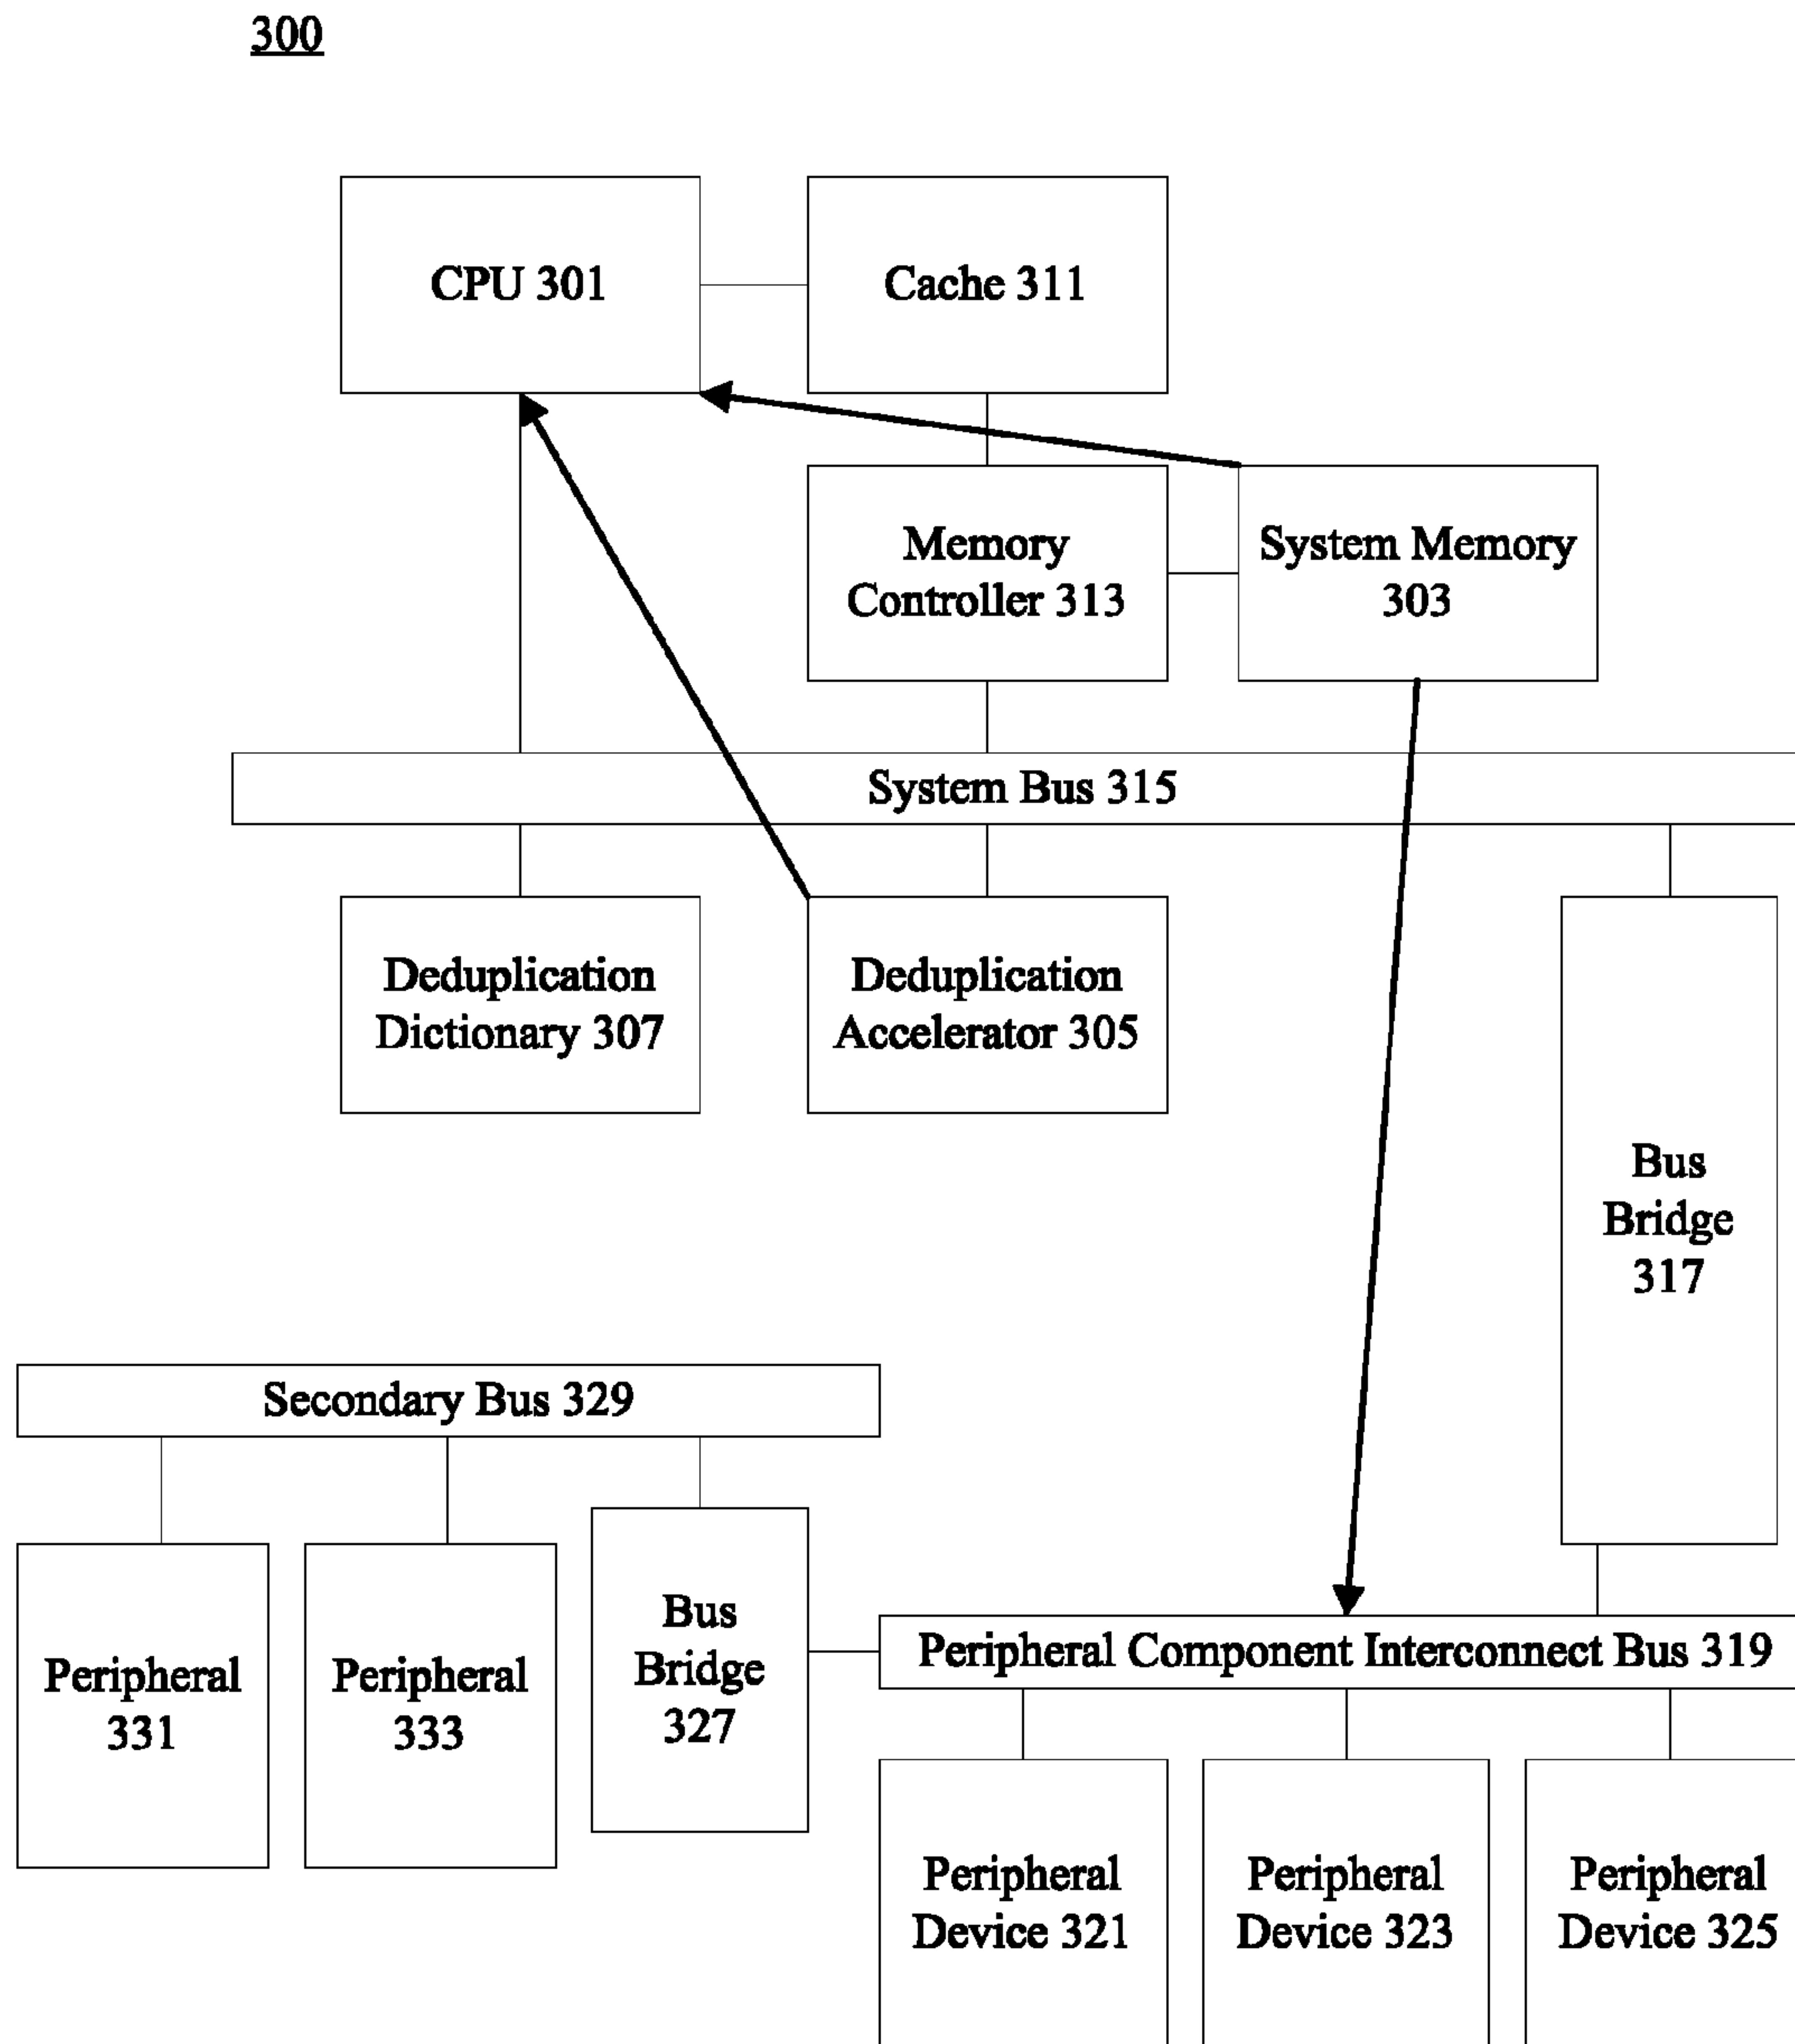 300
CPU 301
Cache 311
Memory
Controller 313
System Memory
303
System Bus 315
Deduplication
Dictionary 307
Deduplication
Accelerator 305
Bus
Bridge
317
Secondary Bus 329
Peripheral
331
Peripheral
333
Bus
Bridge
327
Peripheral Component Interconnect Bus 319
Peripheral
Device 321
Peripheral
Device 323
Peripheral
Device 325